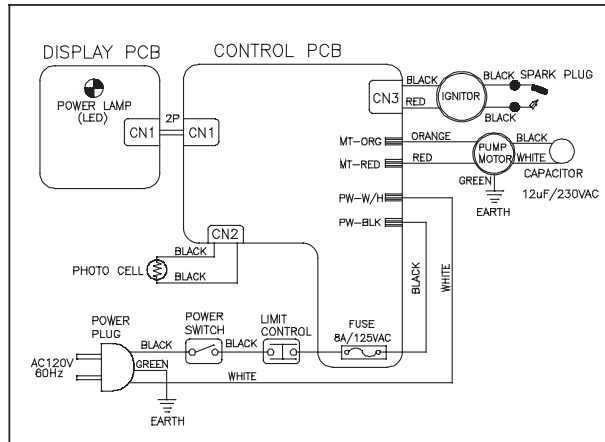 DISPLAY PCB
CONTROL PCB
POWER LAMP
(LED)
CN1
2P
CN1
CN3
BLACK
RED
IGNITOR
BLACK
SPARK PLUG
BLACK
MT-ORG
ORANGE
MT-RED
RED
PUMP
MOTOR
BLACK
WHITE
CAPACITOR
12uF/230VAC
GREEN
EARTH
PW-W/H
PW-BLK
CN2
BLACK
BLACK
PHOTO CELL
BLACK
WHITE
POWER
PLUG
AC120V
60Hz
BLACK
GREEN
POWER
SWITCH
BLACK
LIMIT
CONTROL
FUSE
8A/125VAC
WHITE
EARTH